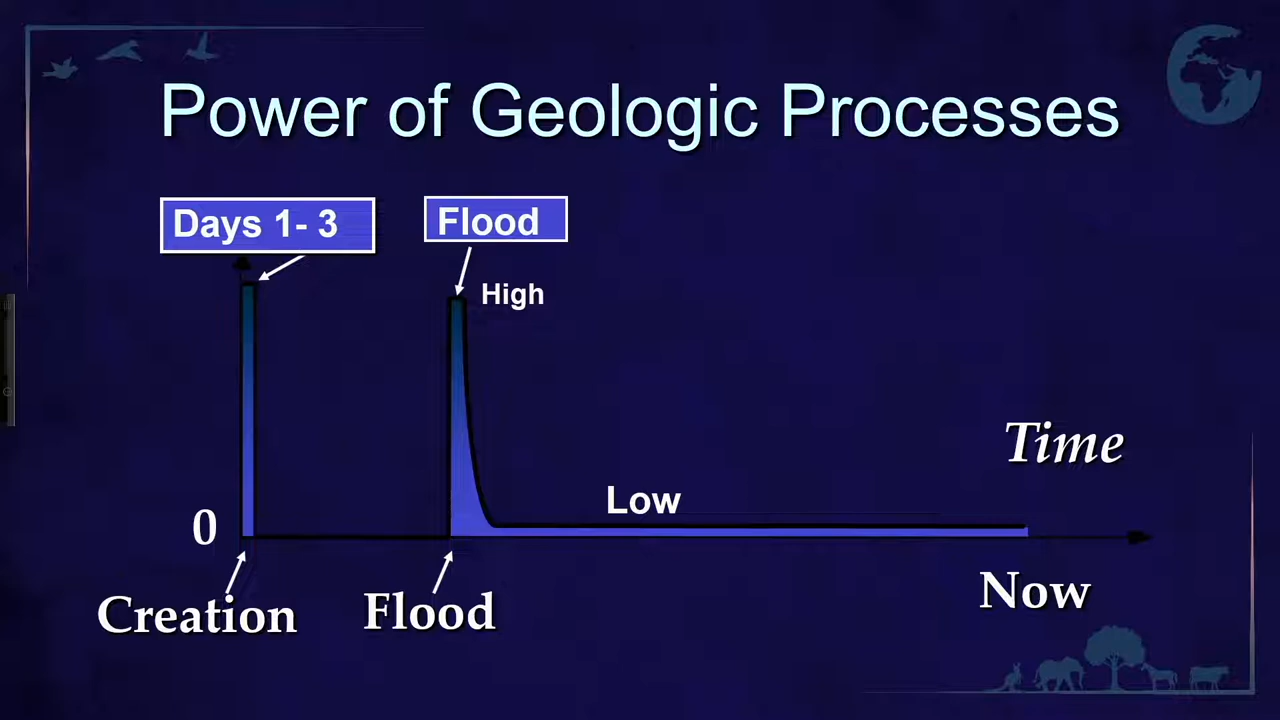 Power of Geologic Processes
Days 1- 3
Flood
High
Time
Low
0
Now
Creation
Flood